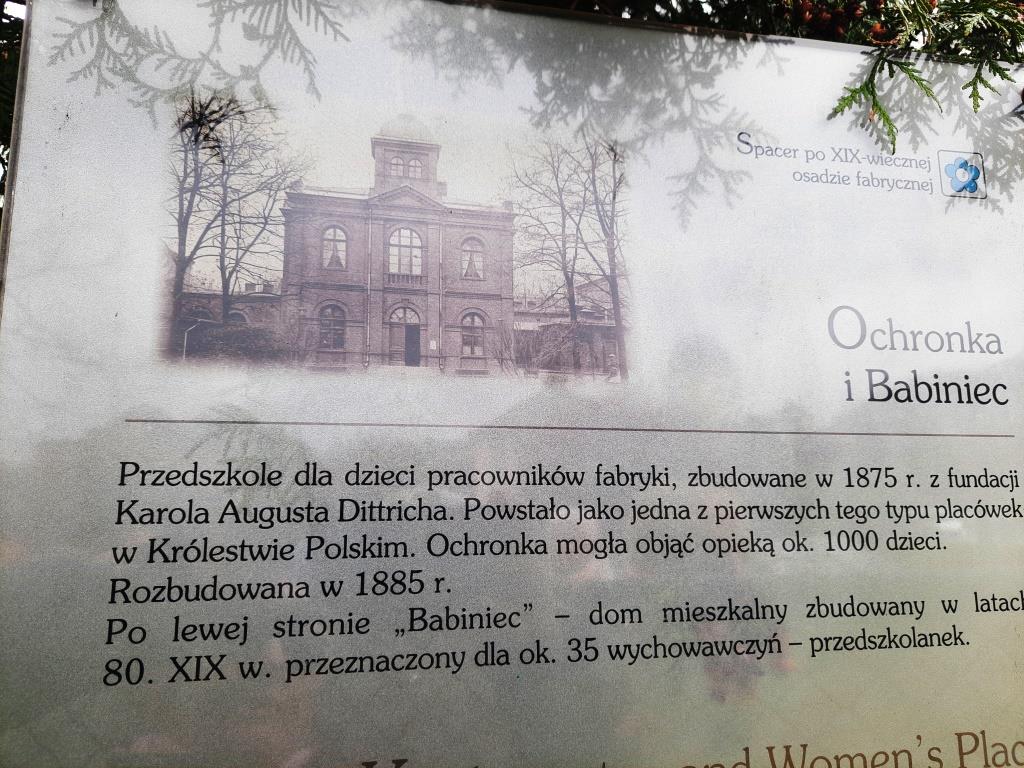 Spacer po XIX-wiecznej
osadzie fabrycznej
Ochronka
i Babiniec
Przedszkole dla dzieci pracowników fabryki, zbudowane w 1875 r. z fundacji
Karola Augusta Dittricha. Powstało jako jedna z pierwszych tego typu placówek
w Królestwie Polskim. Ochronka mogła objąć opieką ok. 1000 dzieci.
Rozbudowana w 1885 r.
Po lewej stronie „Babiniec” – dom mieszkalny zbudowany w latach
80. XIX w. przeznaczony dla ok. 35 wychowawczyń – przedszkolanek.
and Women's Plac